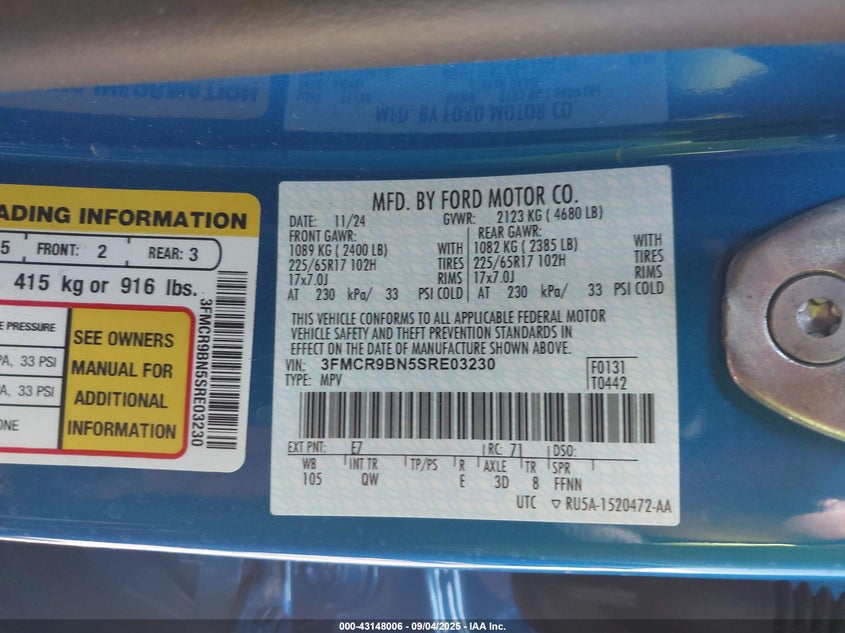 ADING INFORMATION
5 FRONT: 2 REAR: 3
415 kg or 916 lbs.
E PRESSURE
PA, 33 PSI
A, 33 PSI
ONE
SEE OWNERS
MANUAL FOR
ADDITIONAL
INFORMATION
3FMCR9BN5SRE03230
MFD. BY FORD MOTOR CO.
DATE: 11/24 GVWR: 2123 KG ( 4680 LB)
FRONT GAWR: REAR GAWR:
1089 KG ( 2400 LB) WITH 1082 KG ( 2385 LB) WITH
225/65R17 102H TIRES 225/65R17 102H TIRES
17x7.0J RIMS 17x7.0J RIMS
AT 230 kPa/ 33 PSI COLD AT 230 kPa/ 33 PSI COLD
THIS VEHICLE CONFORMS TO ALL APPLICABLE FEDERAL MOTOR
VEHICLE SAFETY AND THEFT PREVENTION STANDARDS IN
EFFECT ON THE DATE OF MANUFACTURE SHOWN ABOVE.
VIN: 3FMCR9BN5SRE03230
TYPE: MPV
F0131
T0442
EXT PNT: E7 RC: 71 DSO:
WB INT TR TP/PS R AXLE TR SPR
105 QW E 3D 8 FFNN
UTC ▽ RU5A-1520472-AA
000-43148006 - 09/04/2025 - IAA Inc.